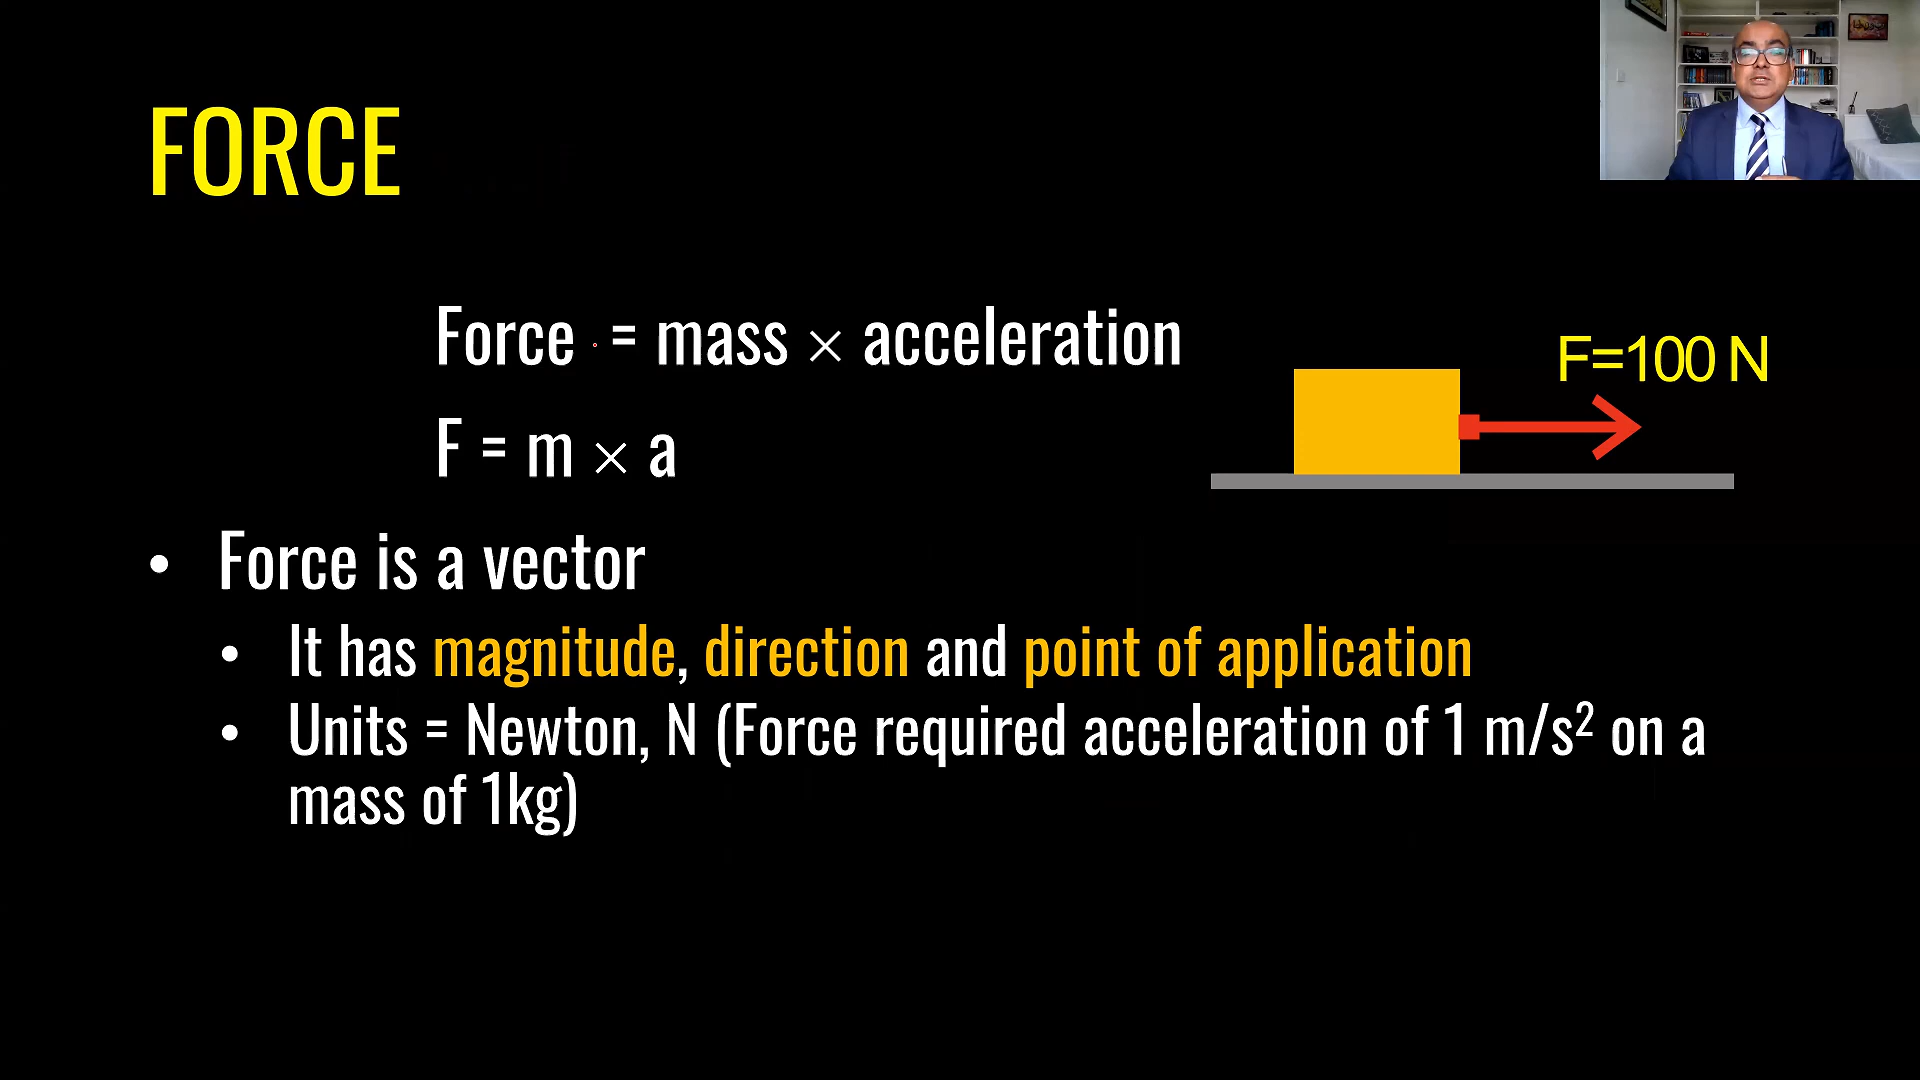 FORCE
Force = mass × acceleration
F=100 N
F = m × a
• Force is a vector
• It has magnitude, direction and point of application
• Units = Newton, N (Force required acceleration of 1 m/s² on a
mass of 1kg)